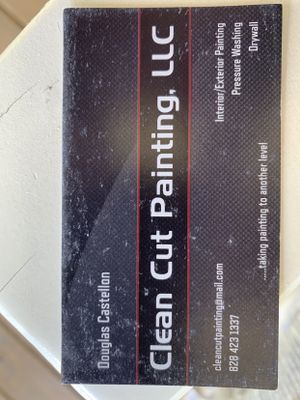 Douglas Castellon
Clean Cut Painting, LLC
Interior/Exterior Painting
Pressure Washing
Drywall
cleancutpainting@mail.com
828 423 1337
.....taking painting to another level